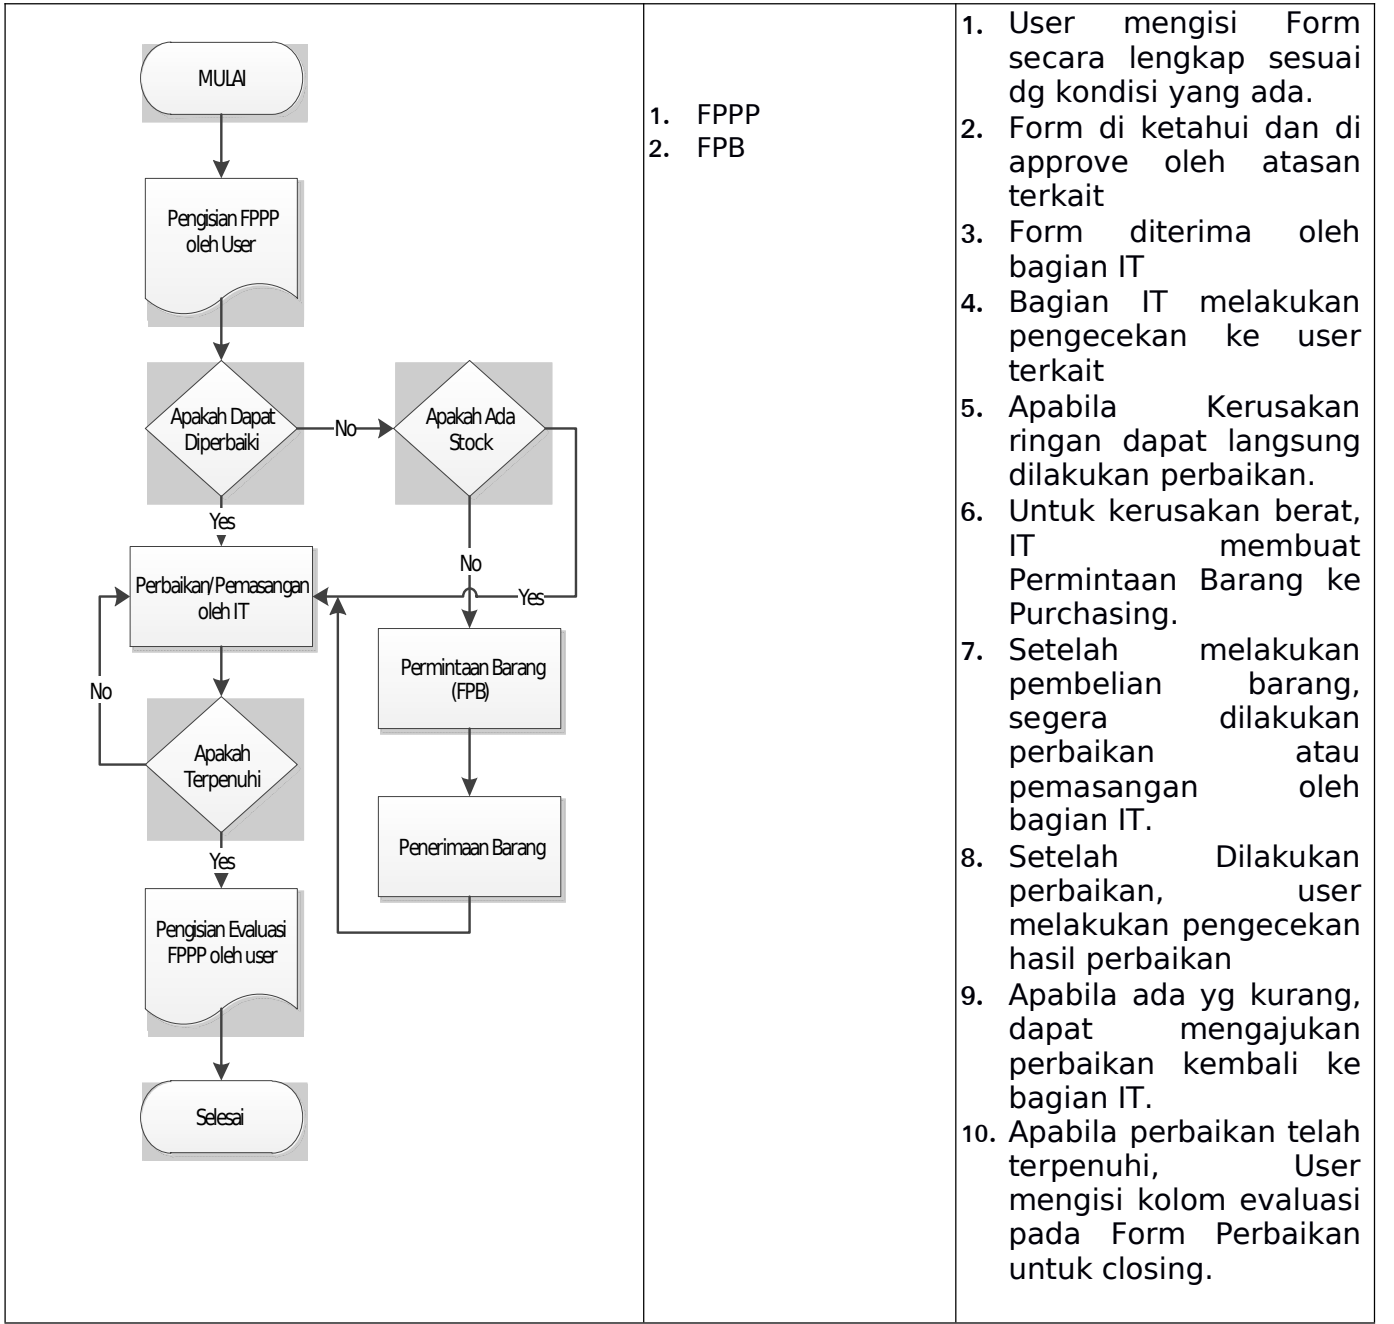 MULAI
Pengisian FPPP
oleh User
Apakah Dapat
Diperbaiki
No
Apakah Ada
Stock
Yes
No
Yes
Perbaikan/Pemasangan
oleh IT
No
Permintaan Barang
(FPB)
Apakah
Terpenuhi
Yes
Penerimaan Barang
Pengisian Evaluasi
FPPP oleh user
Selesai
1. FPPP
2. FPB
1. User mengisi Form
secara lengkap sesuai
dg kondisi yang ada.
2. Form di ketahui dan di
approve oleh atasan
terkait
3. Form diterima oleh
bagian IT
4. Bagian IT melakukan
pengecekan ke user
terkait
5. Apabila Kerusakan
ringan dapat langsung
dilakukan perbaikan.
6. Untuk kerusakan berat,
IT membuat
Permintaan Barang ke
Purchasing.
7. Setelah melakukan
pembelian barang,
segera dilakukan
perbaikan atau
pemasangan oleh
bagian IT.
8. Setelah Dilakukan
perbaikan, user
melakukan pengecekan
hasil perbaikan
9. Apabila ada yg kurang,
dapat mengajukan
perbaikan kembali ke
bagian IT.
10. Apabila perbaikan telah
terpenuhi, User
mengisi kolom evaluasi
pada Form Perbaikan
untuk closing.